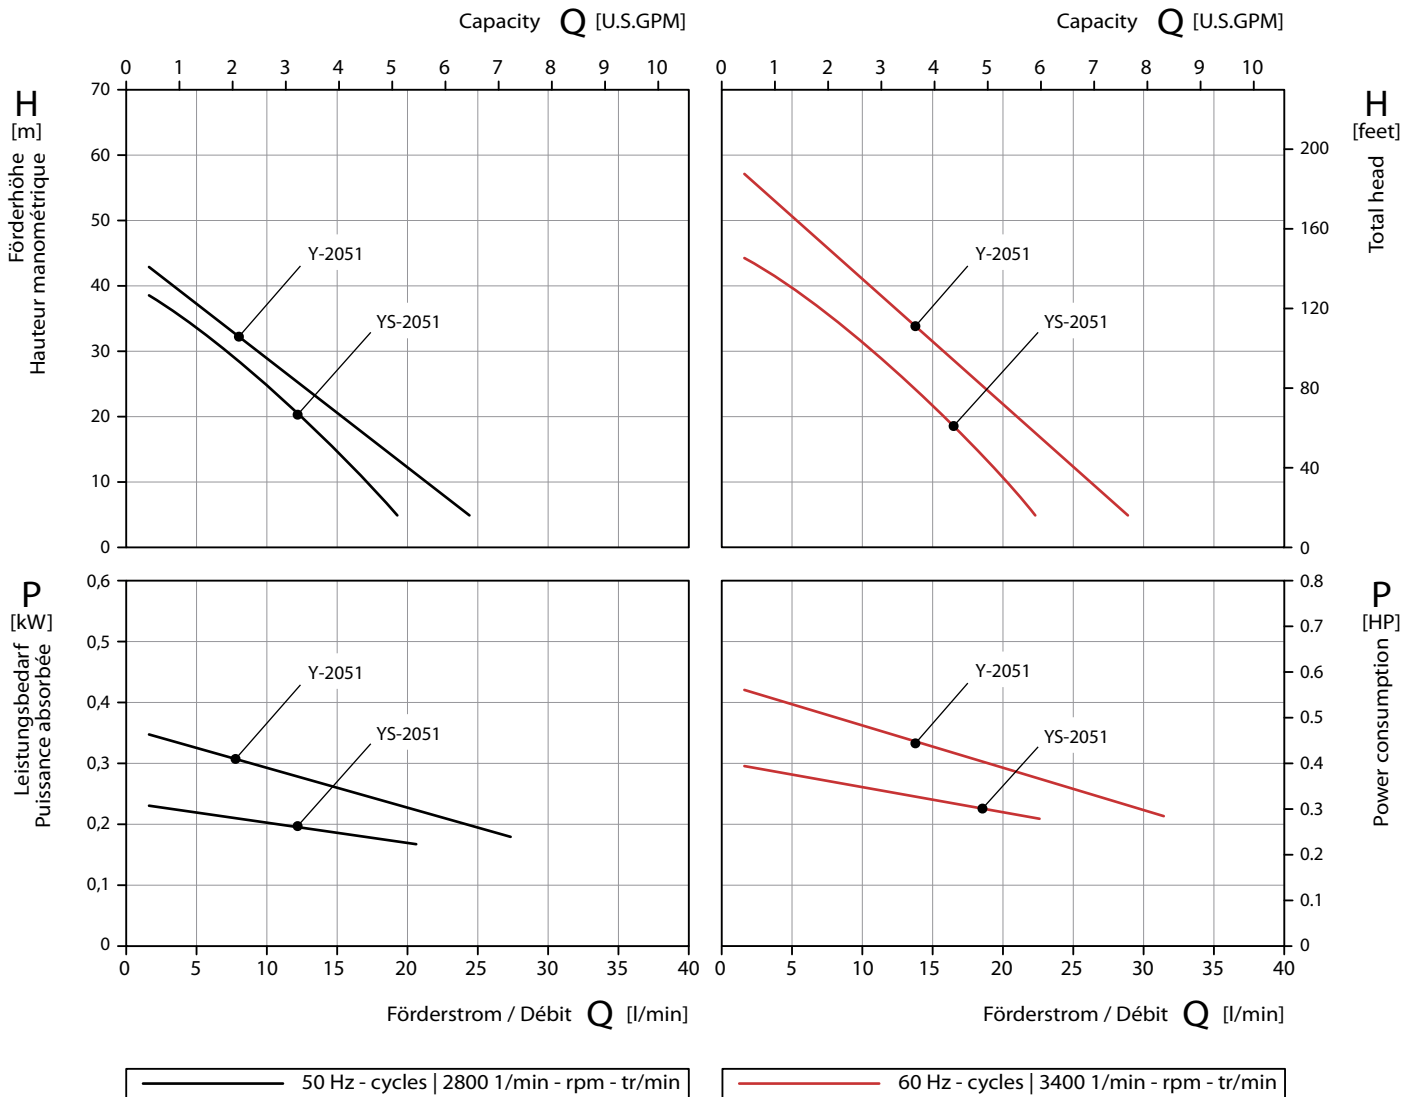 Capacity Q [U.S.GPM]
Capacity Q [U.S.GPM]
0 1 2 3 4 5 6 7 8 9 10
0 1 2 3 4 5 6 7 8 9 10
H
[m]
Förderhöhe
Hauteur manométrique
70
60
50
40
30
20
10
0
Y-2051
YS-2051
Y-2051
YS-2051
H
[feet]
Total head
200
160
120
80
40
0
P
[kW]
Leistungsbedarf
Puissance absorbée
0,6
0,5
0,4
0,3
0,2
0,1
0
Y-2051
YS-2051
Y-2051
YS-2051
P
[HP]
Power consumption
0.8
0.7
0.6
0.5
0.4
0.3
0.2
0.1
0
0 5 10 15 20 25 30 35 40
0 5 10 15 20 25 30 35 40
Förderstrom / Débit Q [l/min]
Förderstrom / Débit Q [l/min]
50 Hz - cycles | 2800 1/min - rpm - tr/min
60 Hz - cycles | 3400 1/min - rpm - tr/min